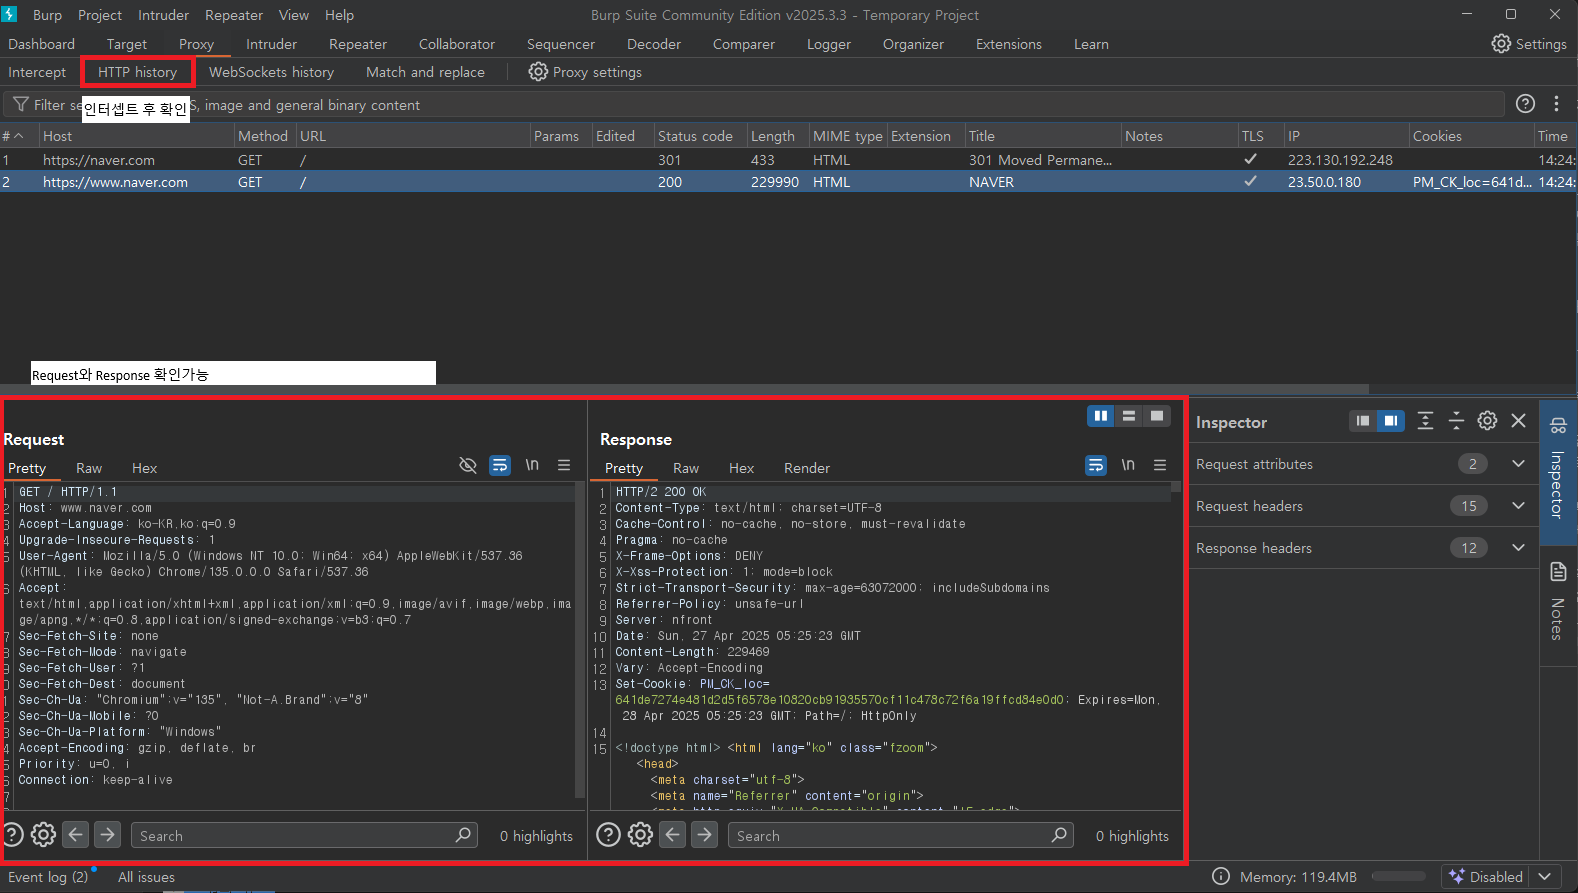 Burp Project Intruder Repeater View Help Burp Suite Community Edition v2025.3.3 - Temporary Project
Dashboard Target Proxy Intruder Repeater Collaborator Sequencer Decoder Comparer Logger Organizer Extensions Learn Settings
Intercept HTTP history WebSockets history Match and replace Proxy settings
Filter se 인터셉트 후 확인 S, image and general binary content
# Host Method URL Params Edited Status code Length MIME type Extension Title Notes TLS IP Cookies Time
1 https://naver.com GET / 301 433 HTML 301 Moved Permane... ✓ 223.130.192.248 14:24:
2 https://www.naver.com GET / 200 229990 HTML NAVER ✓ 23.50.0.180 PM_CK_loc=641d... 14:24:
Request와 Response 확인가능
Request
Pretty Raw Hex \n
1 GET / HTTP/1.1
2 Host: www.naver.com
3 Accept-Language: ko-KR,ko;q=0.9
4 Upgrade-Insecure-Requests: 1
5 User-Agent: Mozilla/5.0 (Windows NT 10.0; Win64; x64) AppleWebKit/537.36
(KHTML, like Gecko) Chrome/135.0.0.0 Safari/537.36
6 Accept:
text/html,application/xhtml+xml,application/xml;q=0.9,image/avif,image/webp,ima
ge/apng,*/*;q=0.8,application/signed-exchange;v=b3;q=0.7
7 Sec-Fetch-Site: none
8 Sec-Fetch-Mode: navigate
9 Sec-Fetch-User: ?1
0 Sec-Fetch-Dest: document
1 Sec-Ch-Ua: "Chromium";v="135", "Not-A.Brand";v="8"
2 Sec-Ch-Ua-Mobile: ?0
3 Sec-Ch-Ua-Platform: "Windows"
4 Accept-Encoding: gzip, deflate, br
5 Priority: u=0, i
6 Connection: keep-alive
7
Search 0 highlights
Response
Pretty Raw Hex Render \n
1 HTTP/2 200 OK
2 Content-Type: text/html; charset=UTF-8
3 Cache-Control: no-cache, no-store, must-revalidate
4 Pragma: no-cache
5 X-Frame-Options: DENY
6 X-Xss-Protection: 1; mode=block
7 Strict-Transport-Security: max-age=63072000; includeSubdomains
8 Referrer-Policy: unsafe-url
9 Server: nfront
10 Date: Sun, 27 Apr 2025 05:25:23 GMT
11 Content-Length: 229469
12 Vary: Accept-Encoding
13 Set-Cookie: PM_CK_loc=
641de7274e481d2d5f6578e10820cb91935570cf11c478c72f6a19ffcd84e0d0; Expires=Mon,
28 Apr 2025 05:25:23 GMT; Path=/; HttpOnly
14
15 <!doctype html> <html lang="ko" class="fzoom">
<head>
<meta charset="utf-8">
<meta name="Referrer" content="origin">
<meta http-equiv="X-UA-Compatible" content="IE=edge">
Search 0 highlights
Inspector
Request attributes 2
Request headers 15
Response headers 12
Inspector
Notes
Event log (2) All issues Memory: 119.4MB Disabled